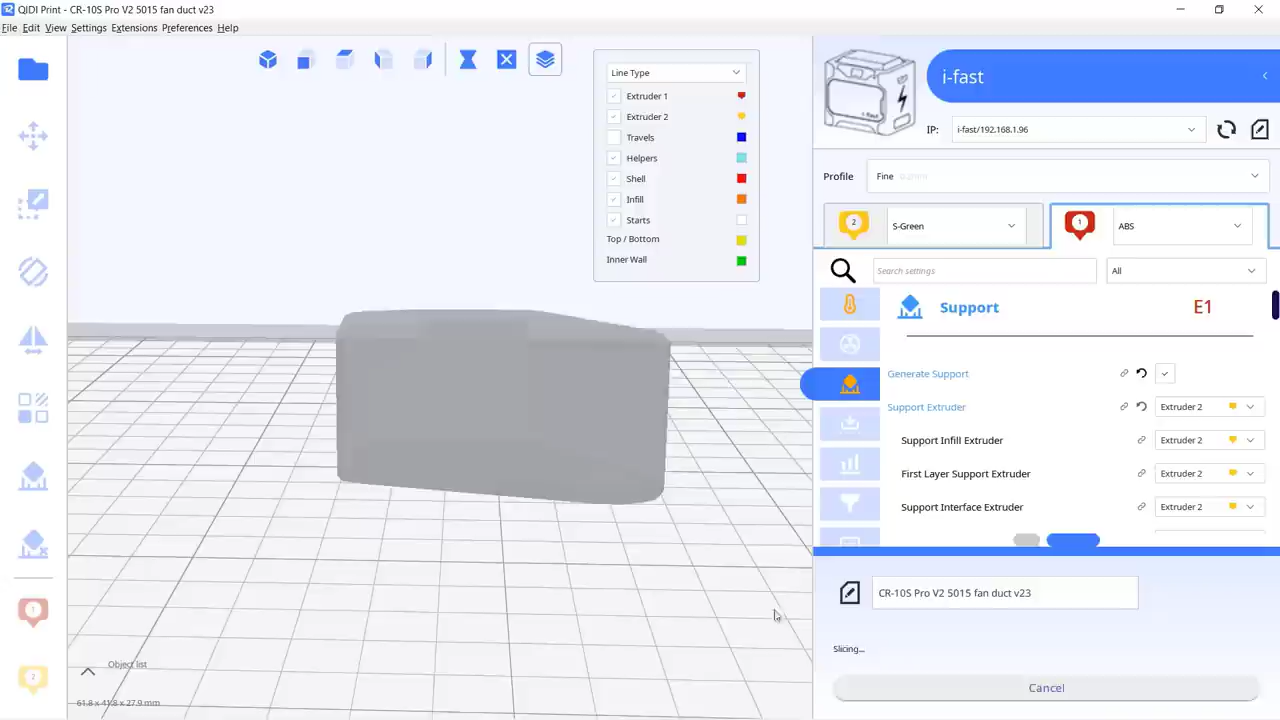 QIDI Print - CR-10S Pro V2 5015 fan duct v23
File Edit View Settings Extensions Preferences Help
Line Type
Extruder 1
Extruder 2
Travels
Helpers
Shell
Infill
Starts
Top / Bottom
Inner Wall
i-fast
IP: i-fast/192.168.1.96
Profile Fine 0.2mm
2 S-Green 1 ABS
Search settings All
Support E1
Generate Support
Support Extruder Extruder 2
Support Infill Extruder Extruder 2
First Layer Support Extruder Extruder 2
Support Interface Extruder Extruder 2
CR-10S Pro V2 5015 fan duct v23
Slicing...
Cancel
1
2
Object list
61.8 x 41.8 x 27.9 mm